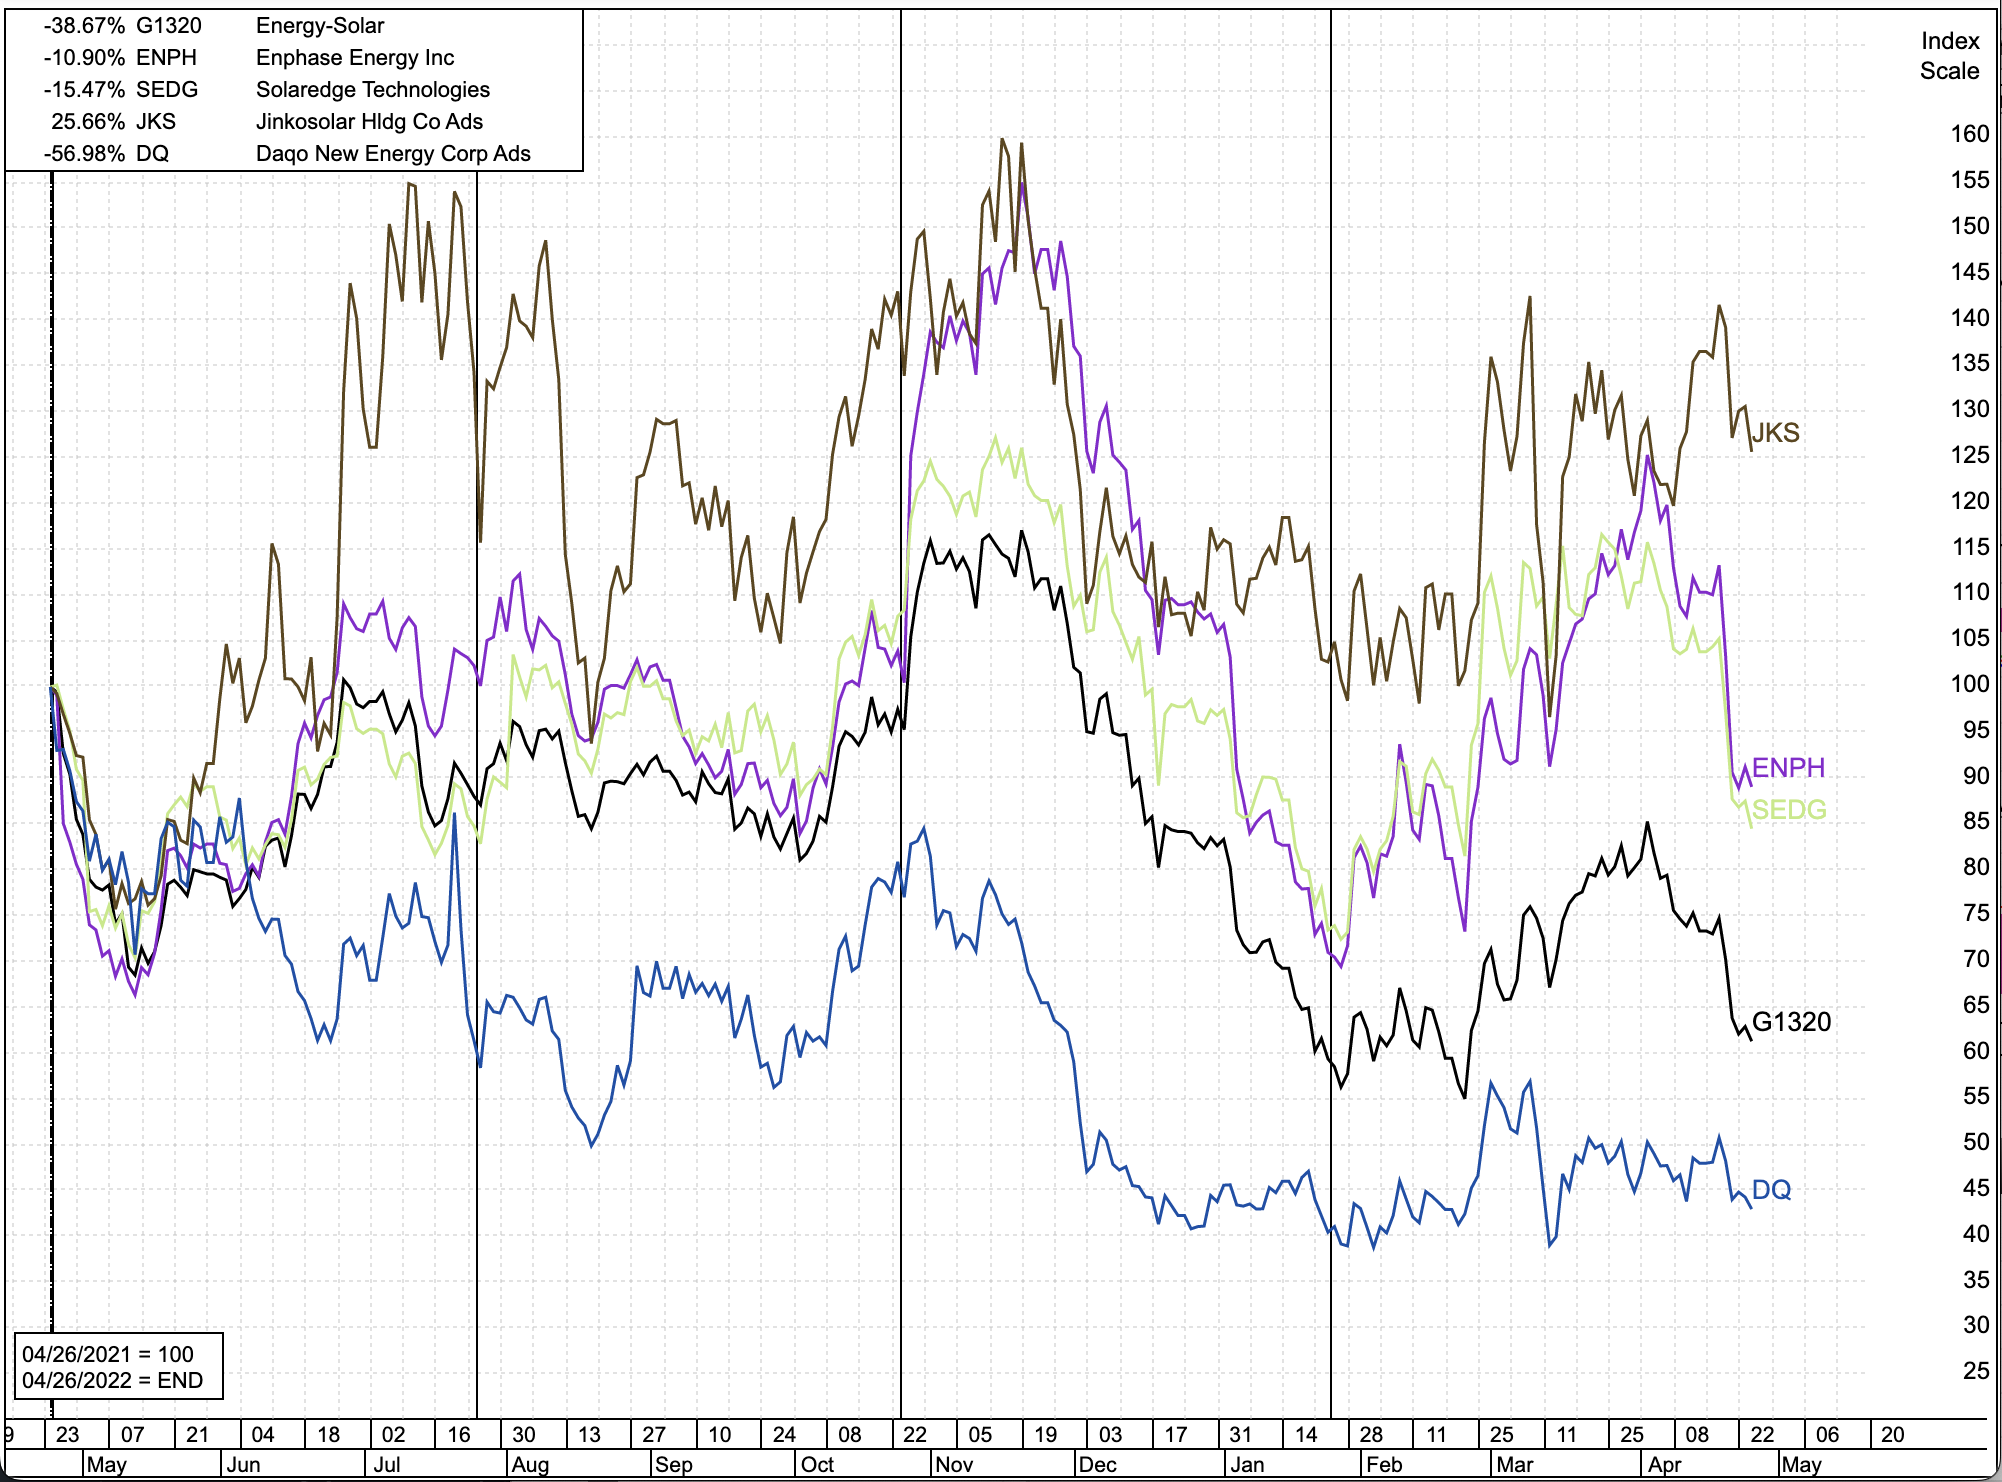 -38.67% G1320 Energy-Solar
-10.90% ENPH Enphase Energy Inc
-15.47% SEDG Solaredge Technologies
25.66% JKS Jinkosolar Hldg Co Ads
-56.98% DQ Daqo New Energy Corp Ads
Index
Scale
160
155
150
145
140
135
130
JKS
125
120
115
110
105
100
95
90
ENPH
SEDG
85
80
75
70
65
G1320
60
55
50
45
DQ
40
35
30
25
04/26/2021 = 100
04/26/2022 = END
9 23 07 21 04 18 02 16 30 13 27 10 24 08 22 05 19 03 17 31 14 28 11 25 11 25 08 22 06 20
May Jun Jul Aug Sep Oct Nov Dec Jan Feb Mar Apr May